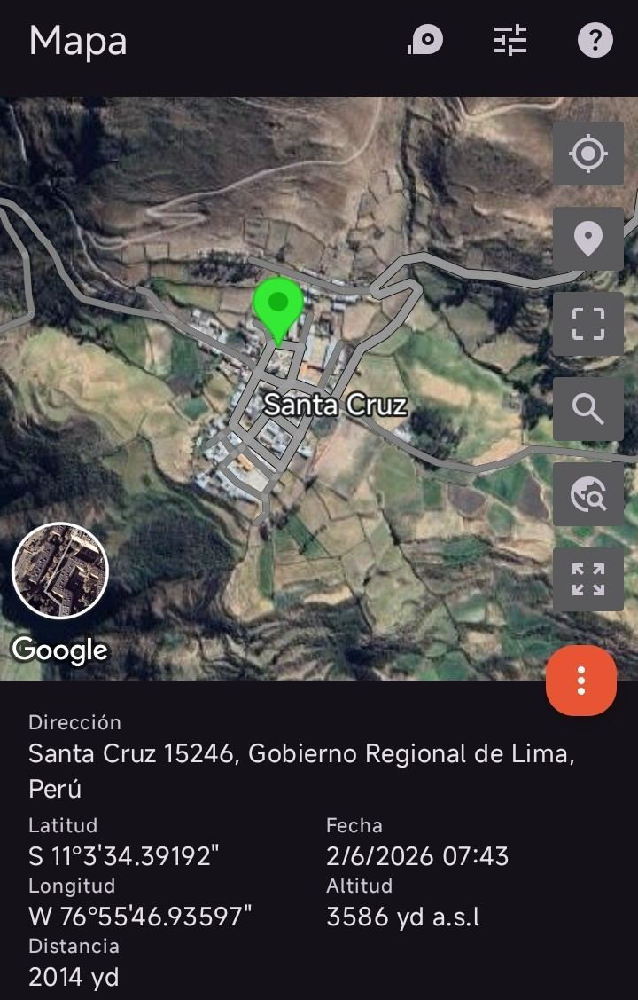 Mapa
Santa Cruz
Google
Dirección
Santa Cruz 15246, Gobierno Regional de Lima,
Perú
Latitud
S 11°3'34.39192"
Fecha
2/6/2026 07:43
Longitud
W 76°55'46.93597"
Altitud
3586 yd a.s.l
Distancia
2014 yd